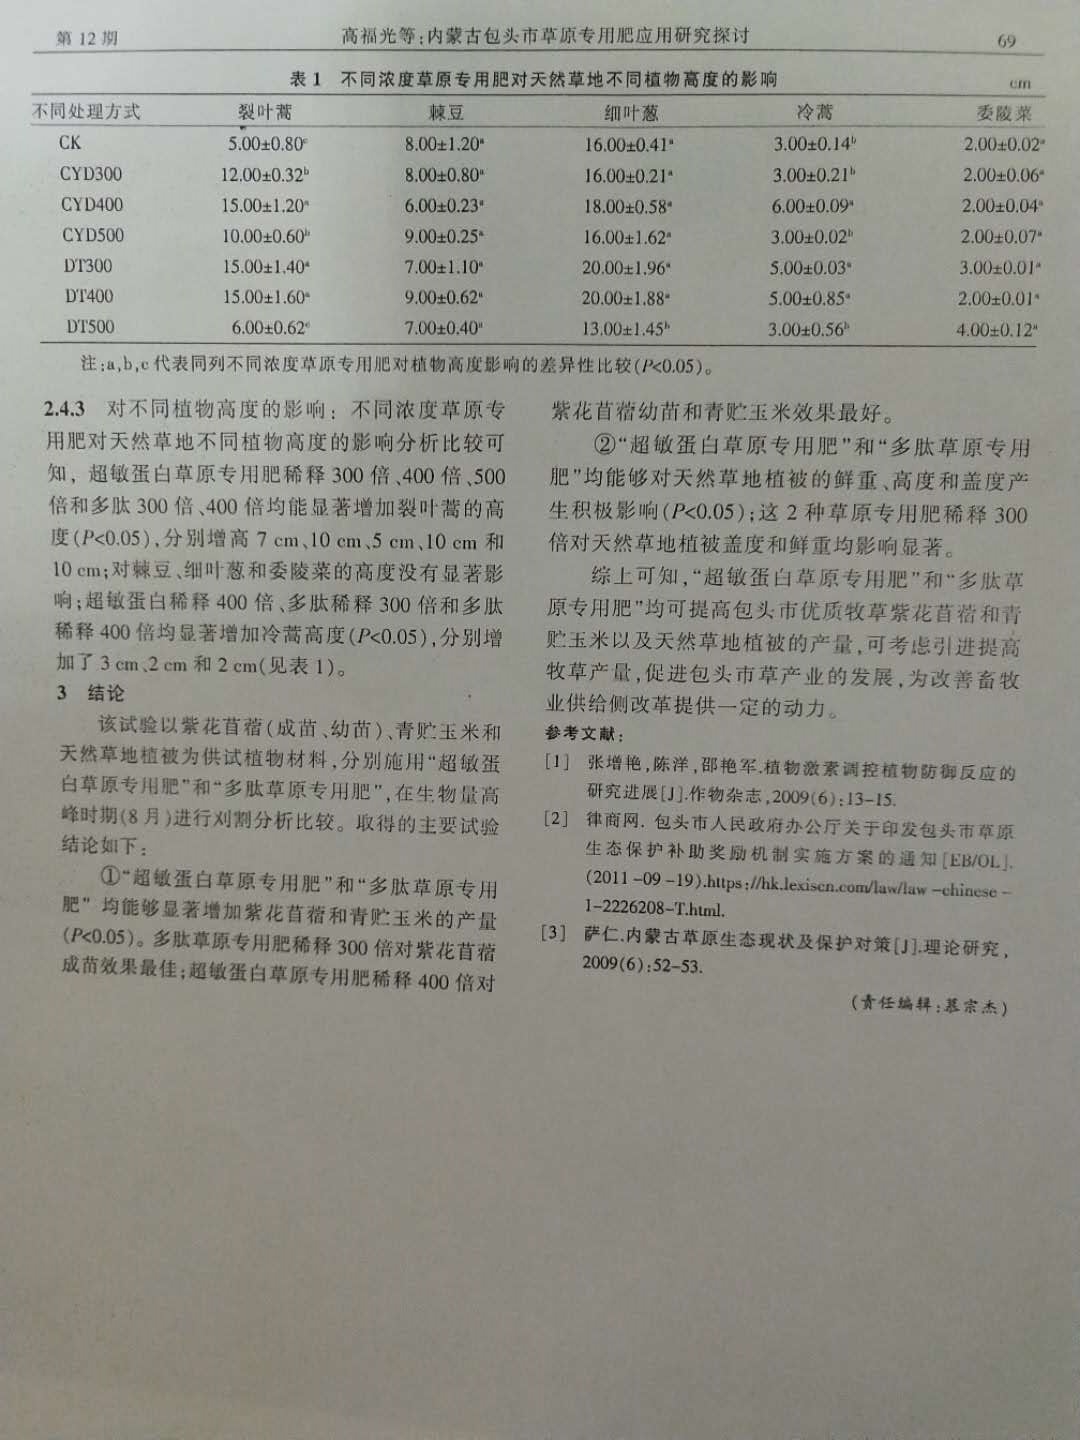 第 12 期 高福光等:内蒙古包头市草原专用肥应用研究探讨 69
表 1 不同浓度草原专用肥对天然草地不同植物高度的影响 cm
不同处理方式 裂叶蒿 棘豆 细叶葱 冷蒿 委陵菜
CK 5.00±0.80c 8.00±1.20a 16.00±0.41a 3.00±0.14b 2.00±0.02a
CYD300 12.00±0.32b 8.00±0.80a 16.00±0.21a 3.00±0.21b 2.00±0.06a
CYD400 15.00±1.20a 6.00±0.23a 18.00±0.58a 6.00±0.09a 2.00±0.04a
CYD500 10.00±0.60b 9.00±0.25a 16.00±1.62a 3.00±0.02b 2.00±0.07a
DT300 15.00±1.40a 7.00±1.10a 20.00±1.96a 5.00±0.03a 3.00±0.01a
DT400 15.00±1.60a 9.00±0.62a 20.00±1.88a 5.00±0.85a 2.00±0.01a
DT500 6.00±0.62c 7.00±0.40a 13.00±1.45b 3.00±0.56b 4.00±0.12a
注:a,b,c 代表同列不同浓度草原专用肥对植物高度影响的差异性比较(P<0.05)。
2.4.3 对不同植物高度的影响:不同浓度草原专
用肥对天然草地不同植物高度的影响分析比较可
知,超敏蛋白草原专用肥稀释 300 倍、400 倍、500
倍和多肽 300 倍、400 倍均能显著增加裂叶蒿的高
度(P<0.05),分别增高 7 cm、10 cm、5 cm、10 cm 和
10 cm;对棘豆、细叶葱和委陵菜的高度没有显著影
响;超敏蛋白稀释 400 倍、多肽稀释 300 倍和多肽
稀释 400 倍均显著增加冷蒿高度(P<0.05),分别增
加了 3 cm、2 cm 和 2 cm(见表 1)。
3 结论
该试验以紫花苜蓿(成苗、幼苗)、青贮玉米和
天然草地植被为供试植物材料,分别施用“超敏蛋
白草原专用肥”和“多肽草原专用肥”,在生物量高
峰时期(8 月)进行刈割分析比较。取得的主要试验
结论如下:
①“超敏蛋白草原专用肥”和“多肽草原专用
肥”均能够显著增加紫花苜蓿和青贮玉米的产量
(P<0.05)。多肽草原专用肥稀释 300 倍对紫花苜蓿
成苗效果最佳;超敏蛋白草原专用肥稀释 400 倍对
紫花苜蓿幼苗和青贮玉米效果最好。
②“超敏蛋白草原专用肥”和“多肽草原专用
肥”均能够对天然草地植被的鲜重、高度和盖度产
生积极影响(P<0.05);这 2 种草原专用肥稀释 300
倍对天然草地植被盖度和鲜重均影响显著。
综上可知,“超敏蛋白草原专用肥”和“多肽草
原专用肥”均可提高包头市优质牧草紫花苜蓿和青
贮玉米以及天然草地植被的产量,可考虑引进提高
牧草产量,促进包头市草产业的发展,为改善畜牧
业供给侧改革提供一定的动力。
参考文献:
[1] 张增艳,陈洋,邵艳军.植物激素调控植物防御反应的
研究进展[J].作物杂志,2009(6):13-15.
[2] 律商网. 包头市人民政府办公厅关于印发包头市草原
生态保护补助奖励机制实施方案的通知[EB/OL].
(2011-09-19).https://hk.lexiscn.com/law/law-chinese-
1-2226208-T.html.
[3] 萨仁.内蒙古草原生态现状及保护对策[J].理论研究,
2009(6):52-53.
(责任编辑:慕宗杰)